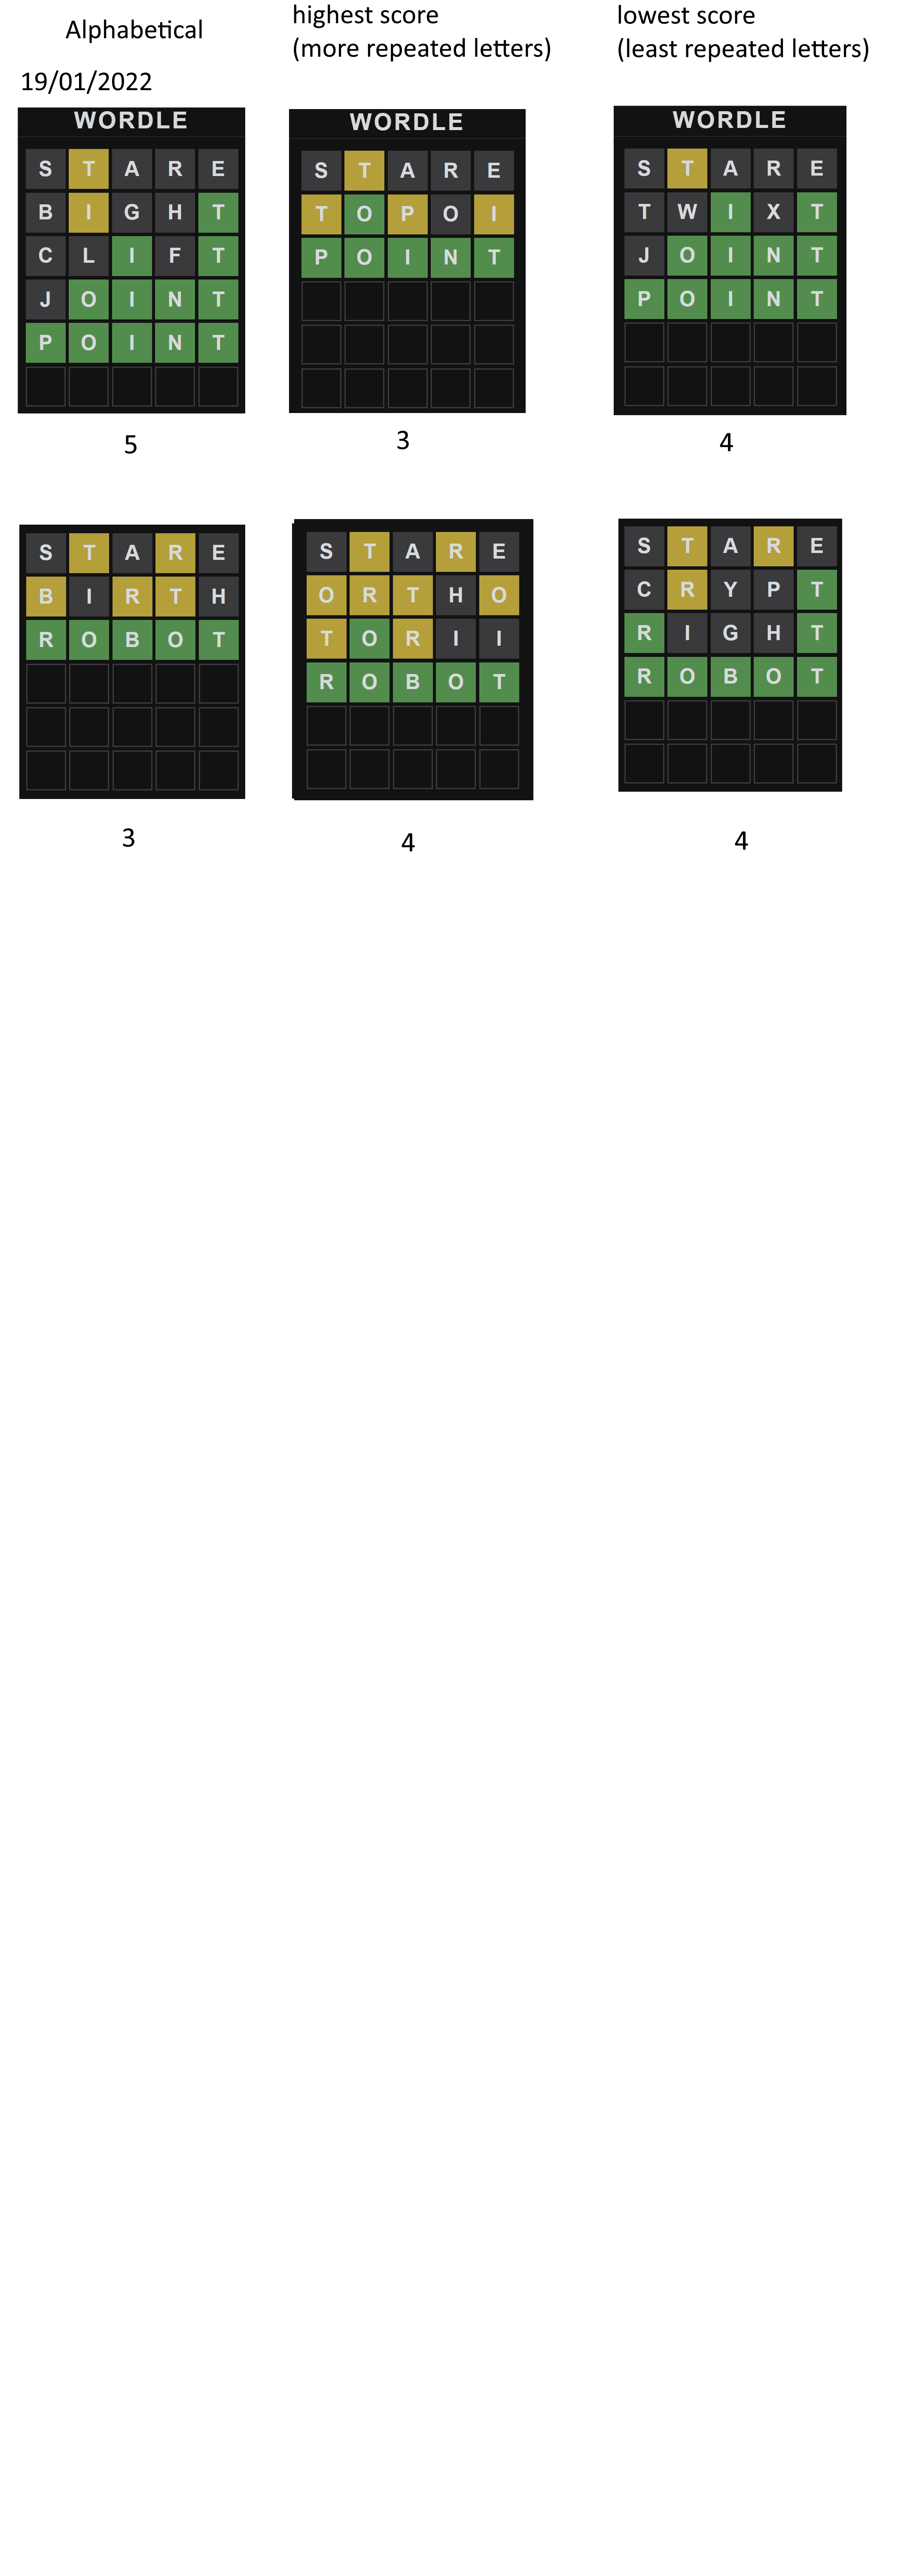 Alphabetical
highest score
(more repeated letters)
lowest score
(least repeated letters)
19/01/2022
WORDLE
S T A R E
B I G H T
C L I F T
J O I N T
P O I N T
5
WORDLE
S T A R E
T O P O I
P O I N T
3
WORDLE
S T A R E
T W I X T
J O I N T
P O I N T
4
S T A R E
B I R T H
R O B O T
3
S T A R E
O R T H O
T O R I I
R O B O T
4
S T A R E
C R Y P T
R I G H T
R O B O T
4